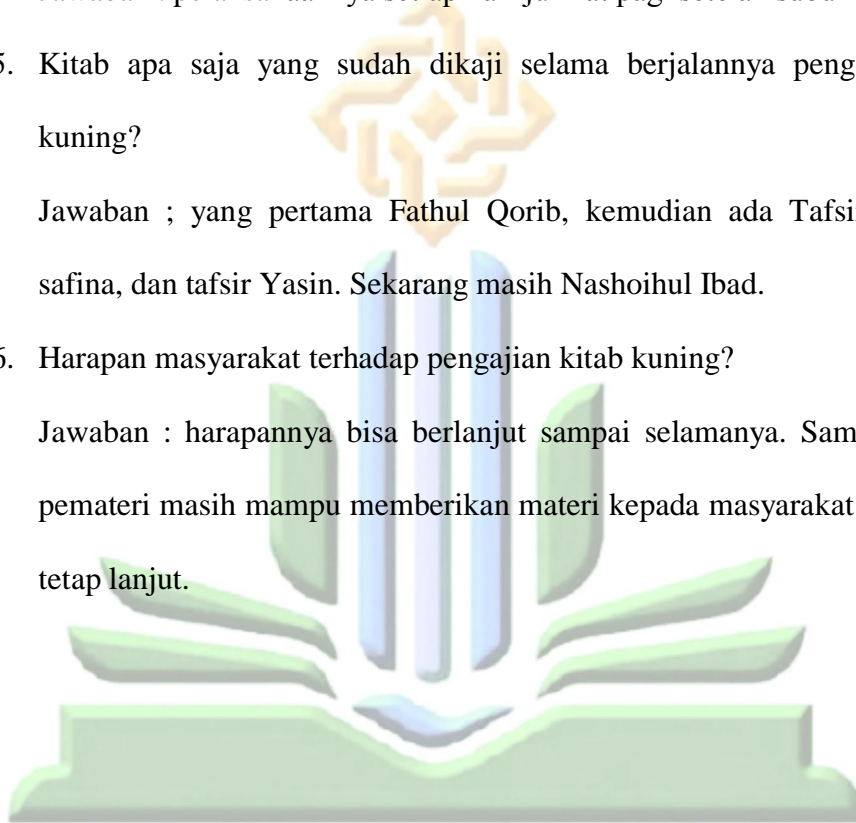 5. Kitab apa saja yang sudah dikaji selama berjalannya peng
kuning?
Jawaban ; yang pertama Fathul Qorib, kemudian ada Tafsi
safina, dan tafsir Yasin. Sekarang masih Nashoihul Ibad.
6. Harapan masyarakat terhadap pengajian kitab kuning?
Jawaban : harapannya bisa berlanjut sampai selamanya. Sam
pemateri masih mampu memberikan materi kepada masyarakat
tetap lanjut.